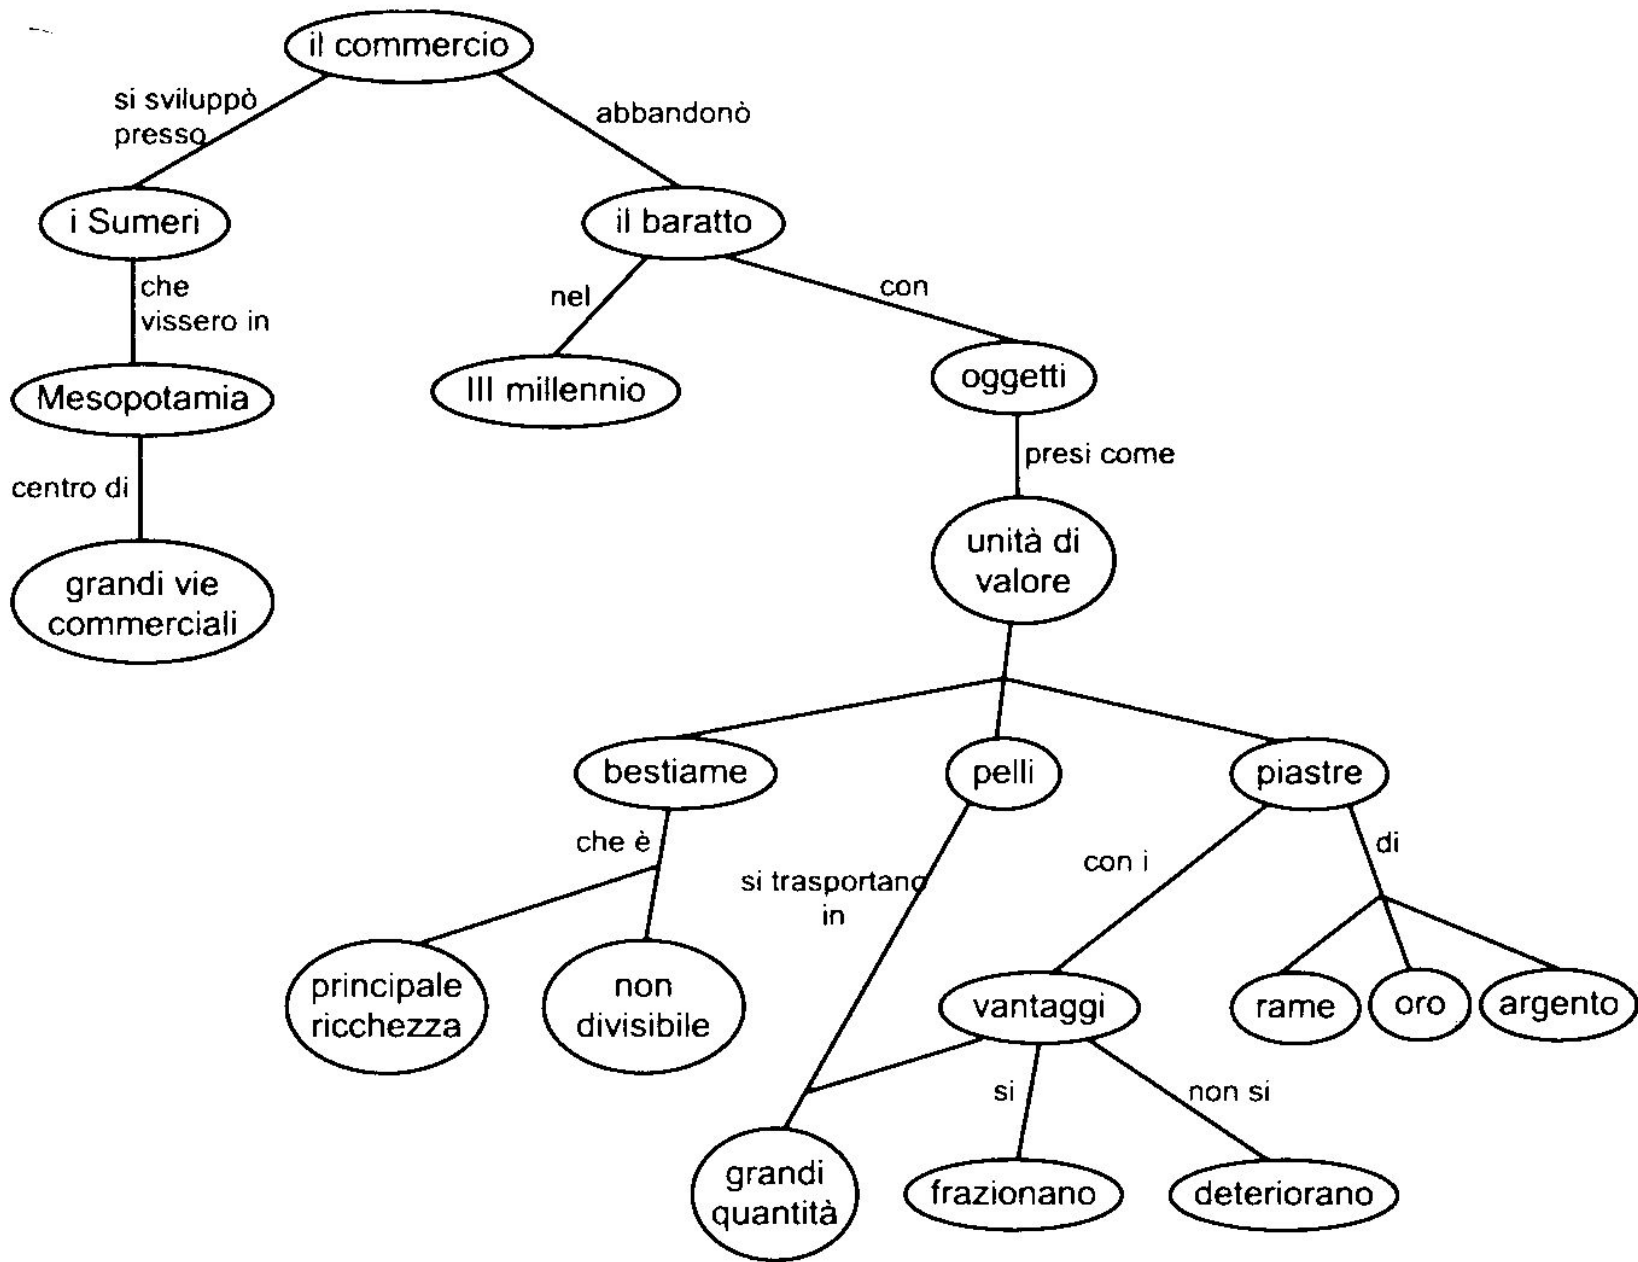 il commercio
si sviluppò
presso
abbandonò
i Sumeri
il baratto
che
vissero in
nel
con
Mesopotamia
III millennio
oggetti
centro di
presi come
grandi vie
commerciali
unità di
valore
bestiame
pelli
piastre
che è
si trasportano
in
con i
di
principale
ricchezza
non
divisibile
vantaggi
rame
oro
argento
si
non si
grandi
quantità
frazionano
deteriorano